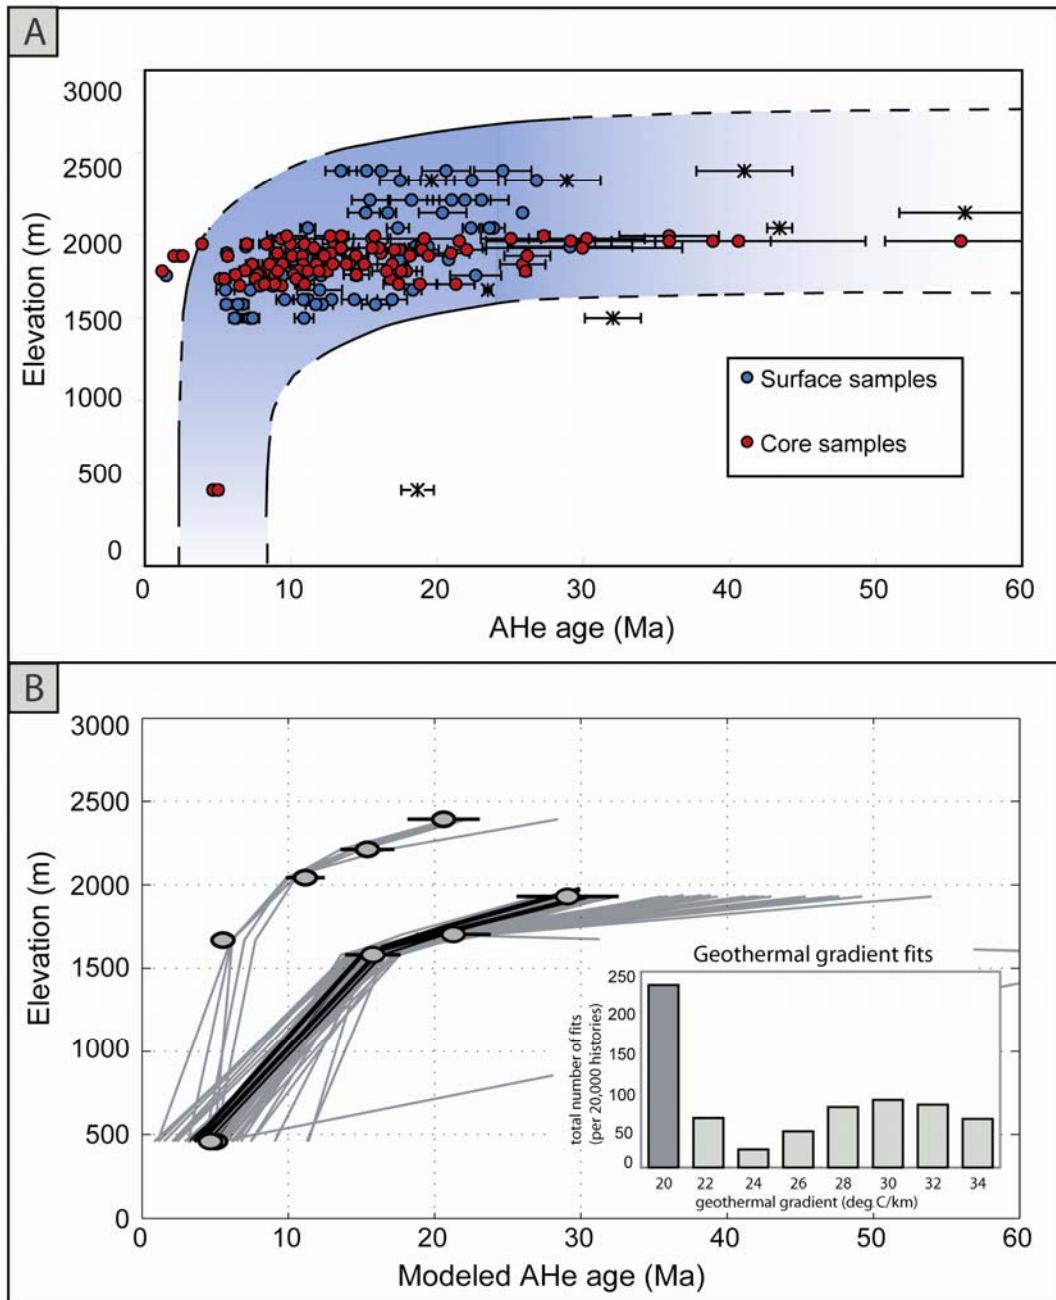 A
3000
2500
2000
1500
1000
500
0
Elevation (m)
Surface samples
Core samples
0 10 20 30 40 50 60
AHe age (Ma)
B
3000
2500
2000
1500
1000
500
0
Elevation (m)
Geothermal gradient fits
250
200
150
100
50
0
total number of fits
(per 20,000 histories)
20 22 24 26 28 30 32 34
geothermal gradient (deg C/km)
0 10 20 30 40 50 60
Modeled AHe age (Ma)